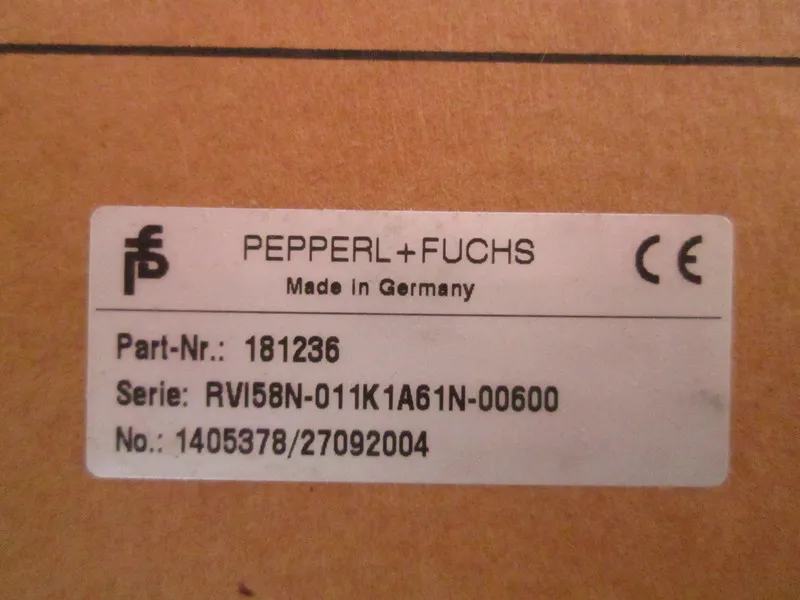 PEPPERL+FUCHS
Made in Germany
CE
Part-Nr.: 181236
Serie: RVI58N-011K1A61N-00600
No.: 1405378/27092004